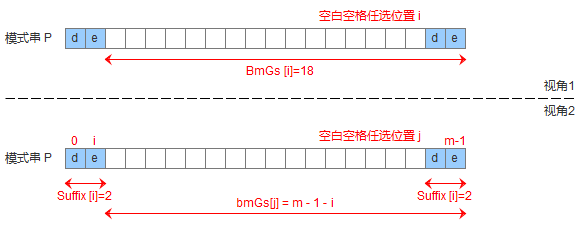 空白空格任选位置 i
模式串 P d e d e
BmGs [i]=18
视角1
视角2
空白空格任选位置 j
0 i m-1
模式串 P d e d e
Suffix [i]=2 Suffix [i]=2
bmGs[j] = m - 1 - i